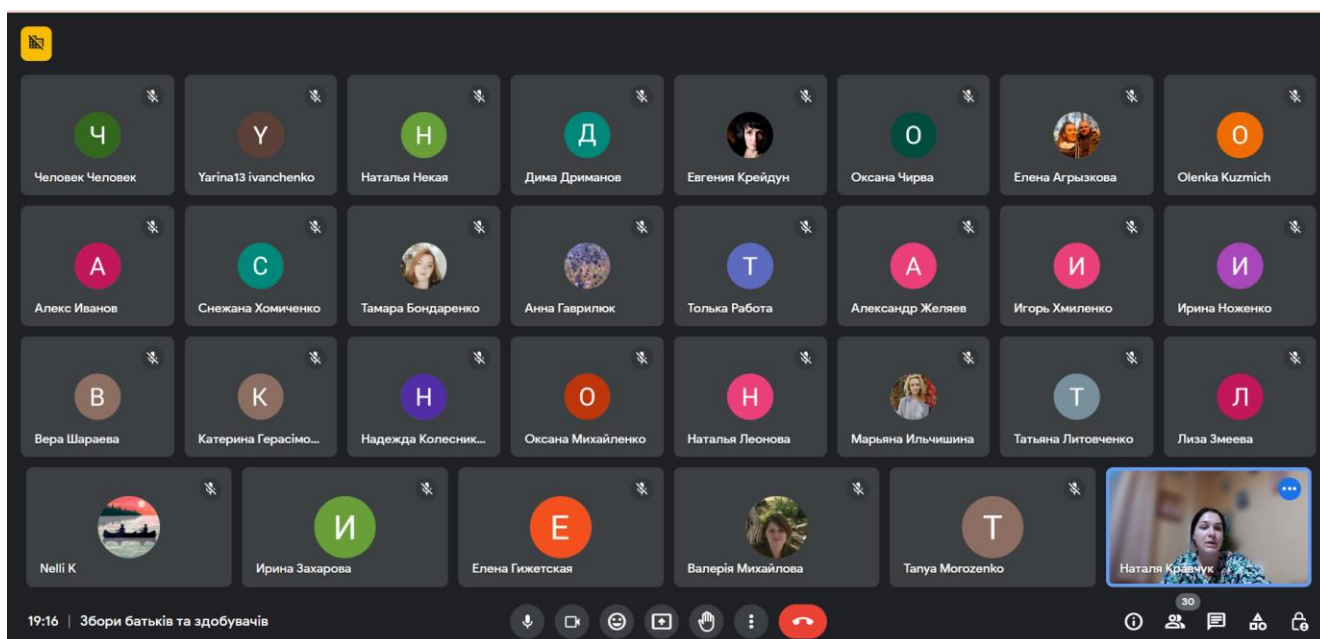 Ч
Y
Н
Д
О
О
Человек Человек
Yarina13 ivanchenko
Наталья Некая
Дима Дриманов
Евгения Крейдун
Оксана Чирва
Елена Агрызкова
Olenka Kuzmich
А
С
Т
А
И
И
Алекс Иванов
Снежана Хомиченко
Тамара Бондаренко
Анна Гаврилюк
Толька Работа
Александр Желяев
Игорь Хмиленко
Ирина Ноженко
В
К
Н
О
Н
Т
Л
Вера Шараева
Катерина Герасімо...
Надежда Колесник...
Оксана Михайленко
Наталья Леонова
Марьяна Ильчишина
Татьяна Литовченко
Лиза Змеева
И
Е
Т
Nelli K
Ирина Захарова
Елена Гижетская
Валерія Михайлова
Tanya Morozenko
Наталя Кравчук
19:16 | Збори батьків та здобувачів
30